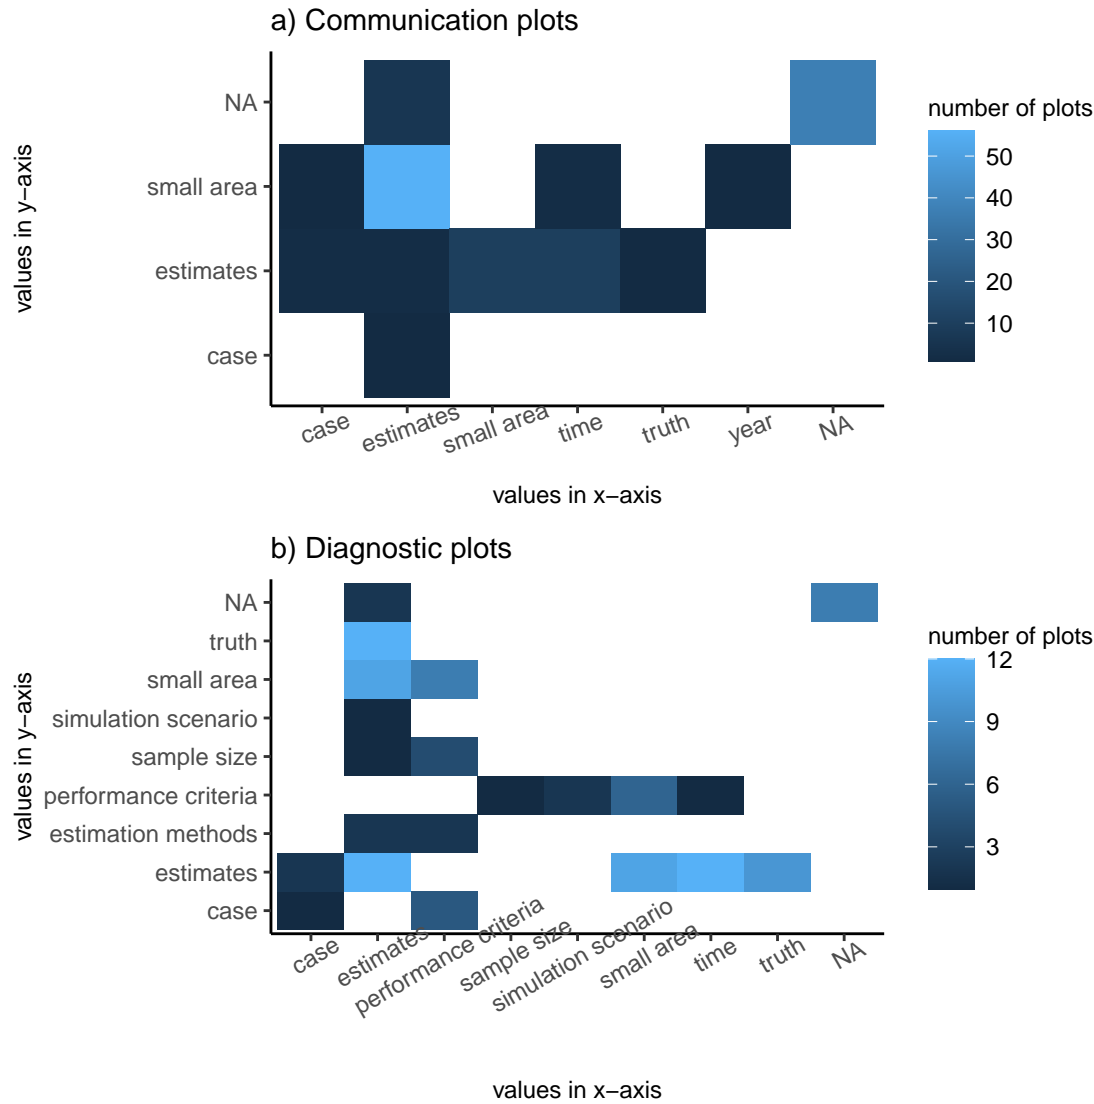 a) Communication plots
values in y−axis
NA
small area
estimates
case
case
estimates
small area
time
truth
year
NA
values in x−axis
number of plots
50
40
30
20
10
b) Diagnostic plots
values in y−axis
NA
truth
small area
simulation scenario
sample size
performance criteria
estimation methods
estimates
case
case
estimates
performance criteria
sample size
simulation scenario
small area
time
truth
NA
values in x−axis
number of plots
12
9
6
3